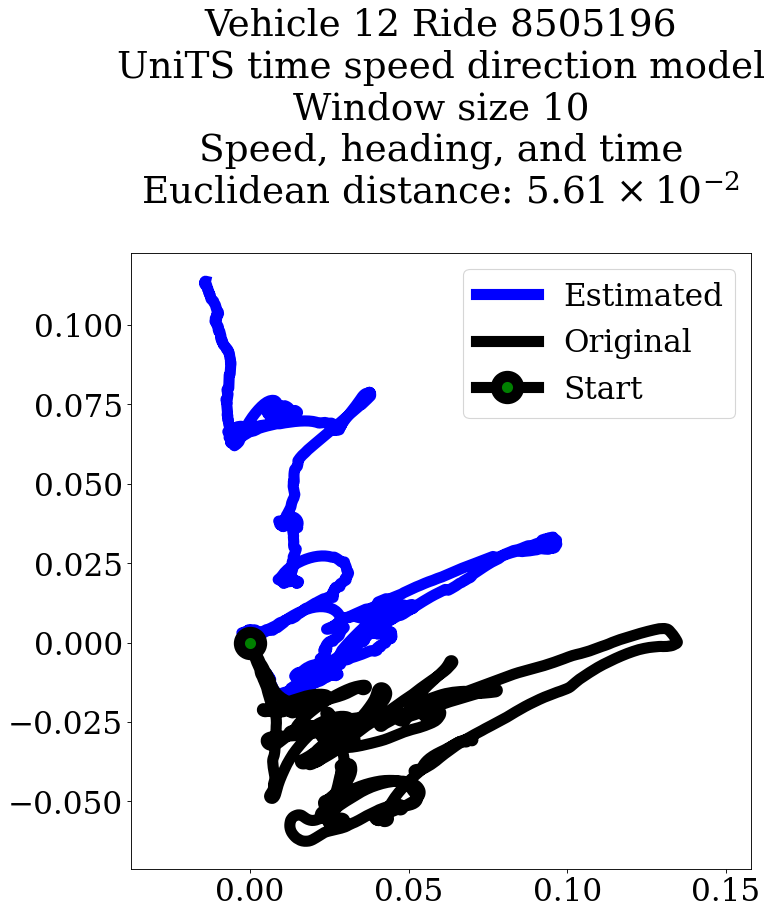 Vehicle 12 Ride 8505196
UniTS time speed direction model
Window size 10
Speed, heading, and time
Euclidean distance: 5.61 × 10⁻²
Estimated
Original
Start
0.100
0.075
0.050
0.025
0.000
−0.025
−0.050
0.00 0.05 0.10 0.15